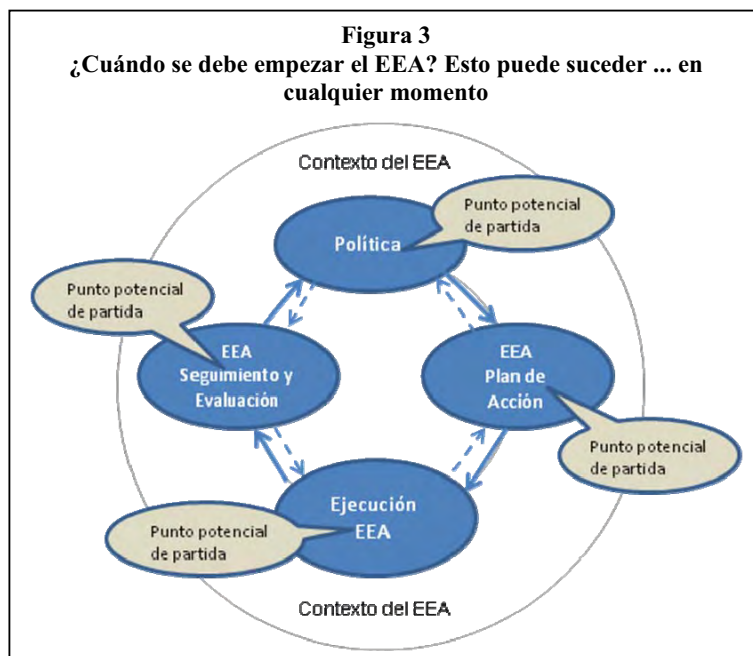 Figura 3
¿Cuándo se debe empezar el EEA? Esto puede suceder ... en
cualquier momento
Contexto del EEA
Política
Punto potencial
de partida
Punto potencial
de partida
EEA
Seguimiento y
Evaluación
EEA
Plan de
Acción
Punto potencial
de partida
Ejecución
EEA
Punto potencial
de partida
Contexto del EEA